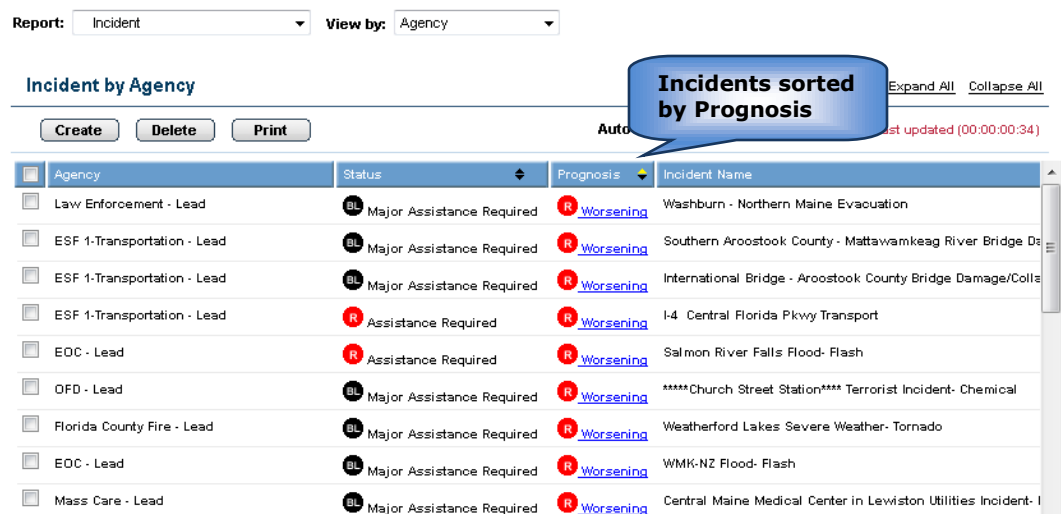 Report: Incident View by: Agency
Incidents sorted
by Prognosis
Incident by Agency Expand All Collapse All
Create Delete Print Auto st updated (00:00:00:34)
Agency Status Prognosis Incident Name
Law Enforcement - Lead BL Major Assistance Required R Worsening Washburn - Northern Maine Evacuation
ESF 1-Transportation - Lead BL Major Assistance Required R Worsening Southern Aroostook County - Mattawamkeag River Bridge Da
ESF 1-Transportation - Lead BL Major Assistance Required R Worsening International Bridge - Aroostook County Bridge Damage/Colla
ESF 1-Transportation - Lead R Assistance Required R Worsening I-4 Central Florida Pkwy Transport
EOC - Lead R Assistance Required R Worsening Salmon River Falls Flood- Flash
OFD - Lead BL Major Assistance Required R Worsening *****Church Street Station**** Terrorist Incident- Chemical
Florida County Fire - Lead BL Major Assistance Required R Worsening Weatherford Lakes Severe Weather- Tornado
EOC - Lead BL Major Assistance Required R Worsening WMK-NZ Flood- Flash
Mass Care - Lead BL Major Assistance Required R Worsening Central Maine Medical Center in Lewiston Utilities Incident-